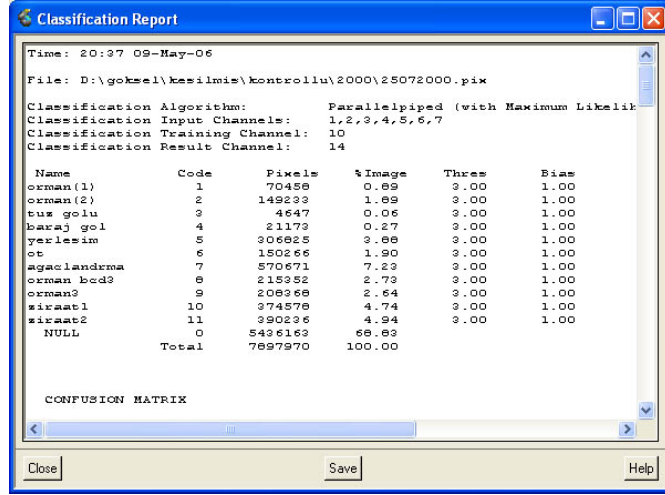 Classification Report
Time: 20:37 09-May-06
File: D:\goksel\kesilmis\kontrollu\2000\25072000.pix
Classification Algorithm: Parallelpiped (with Maximum Likelih
Classification Input Channels: 1,2,3,4,5,6,7
Classification Training Channel: 10
Classification Result Channel: 14
Name Code Pixels %Image Thres Bias
orman(1) 1 70458 0.89 3.00 1.00
orman(2) 2 149233 1.89 3.00 1.00
tuz golu 3 4647 0.06 3.00 1.00
baraj gol 4 21173 0.27 3.00 1.00
yerlesim 5 306825 3.88 3.00 1.00
ot 6 150266 1.90 3.00 1.00
agaclandrma 7 570671 7.23 3.00 1.00
orman bcd3 8 215352 2.73 3.00 1.00
orman3 9 208368 2.64 3.00 1.00
ziraat1 10 374578 4.74 3.00 1.00
ziraat2 11 390236 4.94 3.00 1.00
NULL 0 5436163 68.83
Total 7897970 100.00
CONFUSION MATRIX
Close Save Help